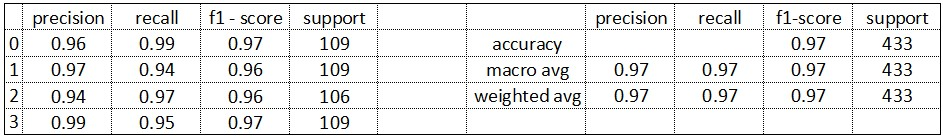 precision recall f1 - score support precision recall f1-score support
0 0.96 0.99 0.97 109 accuracy 0.97 433
1 0.97 0.94 0.96 109 macro avg 0.97 0.97 0.97 433
2 0.94 0.97 0.96 106 weighted avg 0.97 0.97 0.97 433
3 0.99 0.95 0.97 109